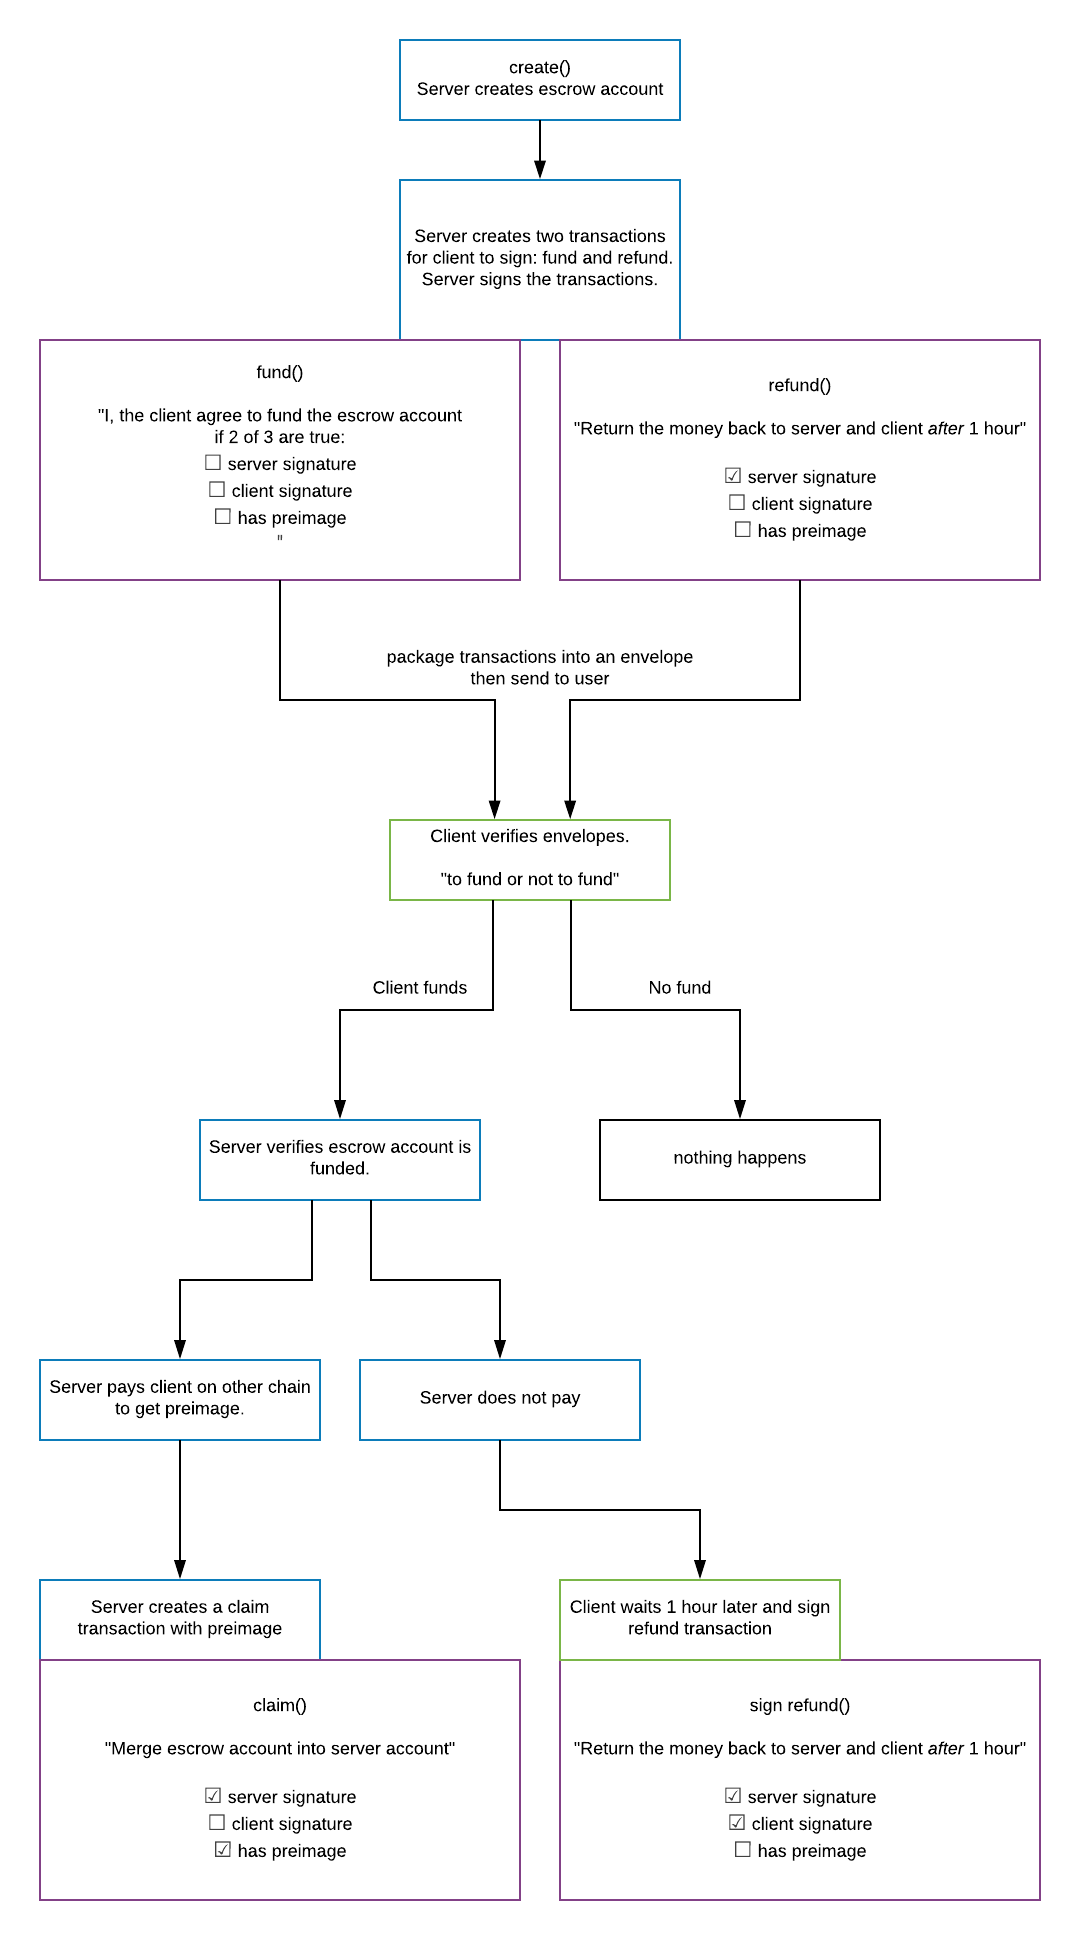 create()
Server creates escrow account
Server creates two transactions
for client to sign: fund and refund.
Server signs the transactions.
fund()
"I, the client agree to fund the escrow account
if 2 of 3 are true:
☐ server signature
☐ client signature
☐ has preimage
"
refund()
"Return the money back to server and client after 1 hour"
☑ server signature
☐ client signature
☐ has preimage
package transactions into an envelope
then send to user
Client verifies envelopes.
"to fund or not to fund"
Client funds
No fund
Server verifies escrow account is
funded.
nothing happens
Server pays client on other chain
to get preimage.
Server does not pay
Server creates a claim
transaction with preimage
Client waits 1 hour later and sign
refund transaction
claim()
"Merge escrow account into server account"
☑ server signature
☐ client signature
☑ has preimage
sign refund()
"Return the money back to server and client after 1 hour"
☑ server signature
☑ client signature
☐ has preimage